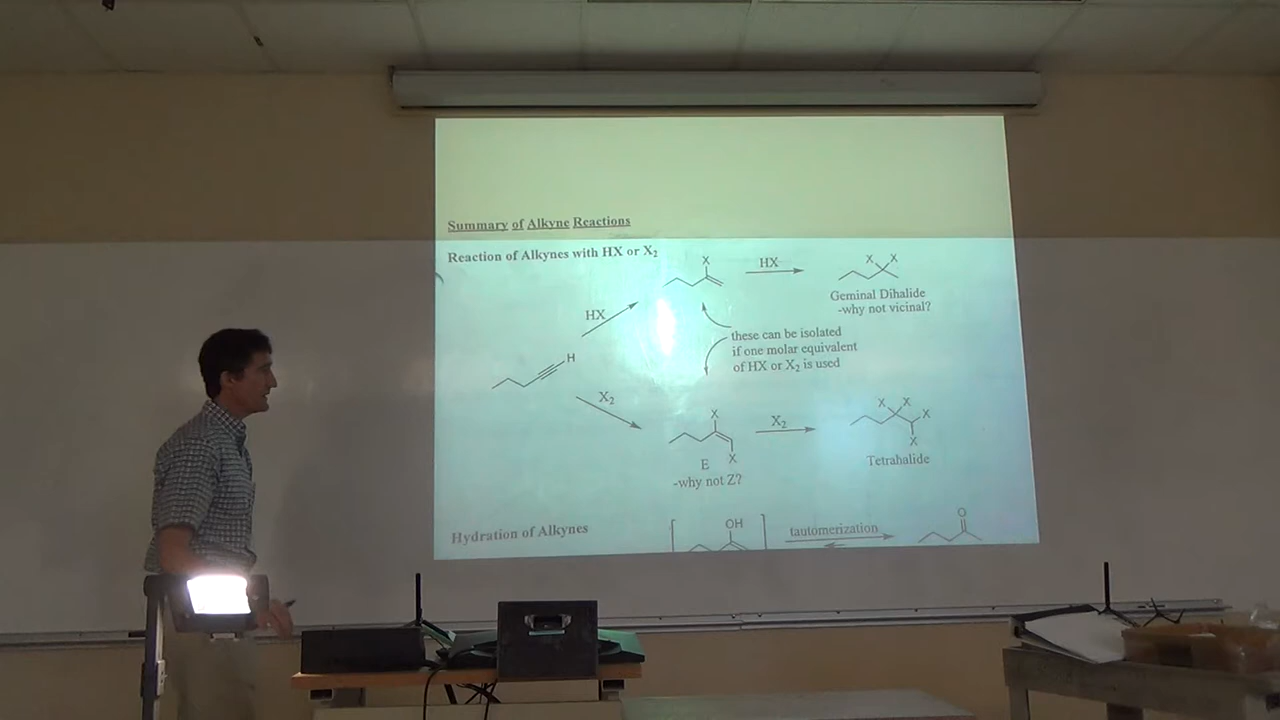 Summary of Alkyne Reactions
Reaction of Alkynes with HX or X₂
X
HX
X X
Geminal Dihalide
-why not vicinal?
HX
these can be isolated
if one molar equivalent
of HX or X₂ is used
H
X₂
X
X
E
-why not Z?
X₂
X X
X
X
Tetrahalide
Hydration of Alkynes
OH
tautomerization
O